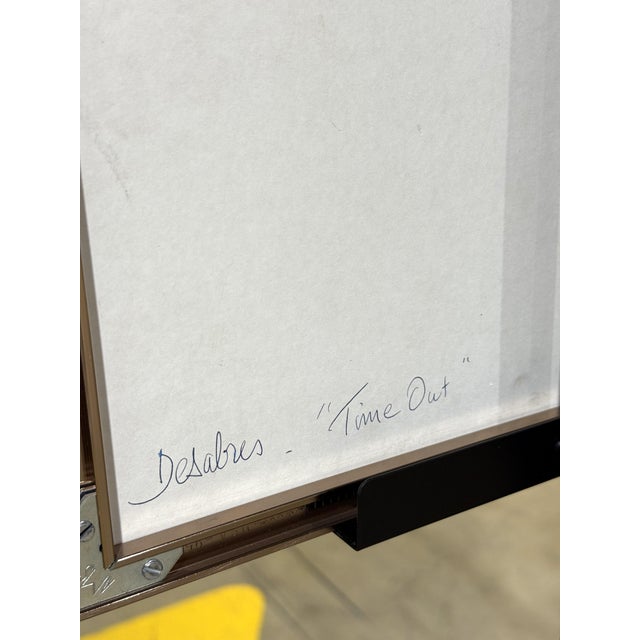 Desabres - "Time Out"